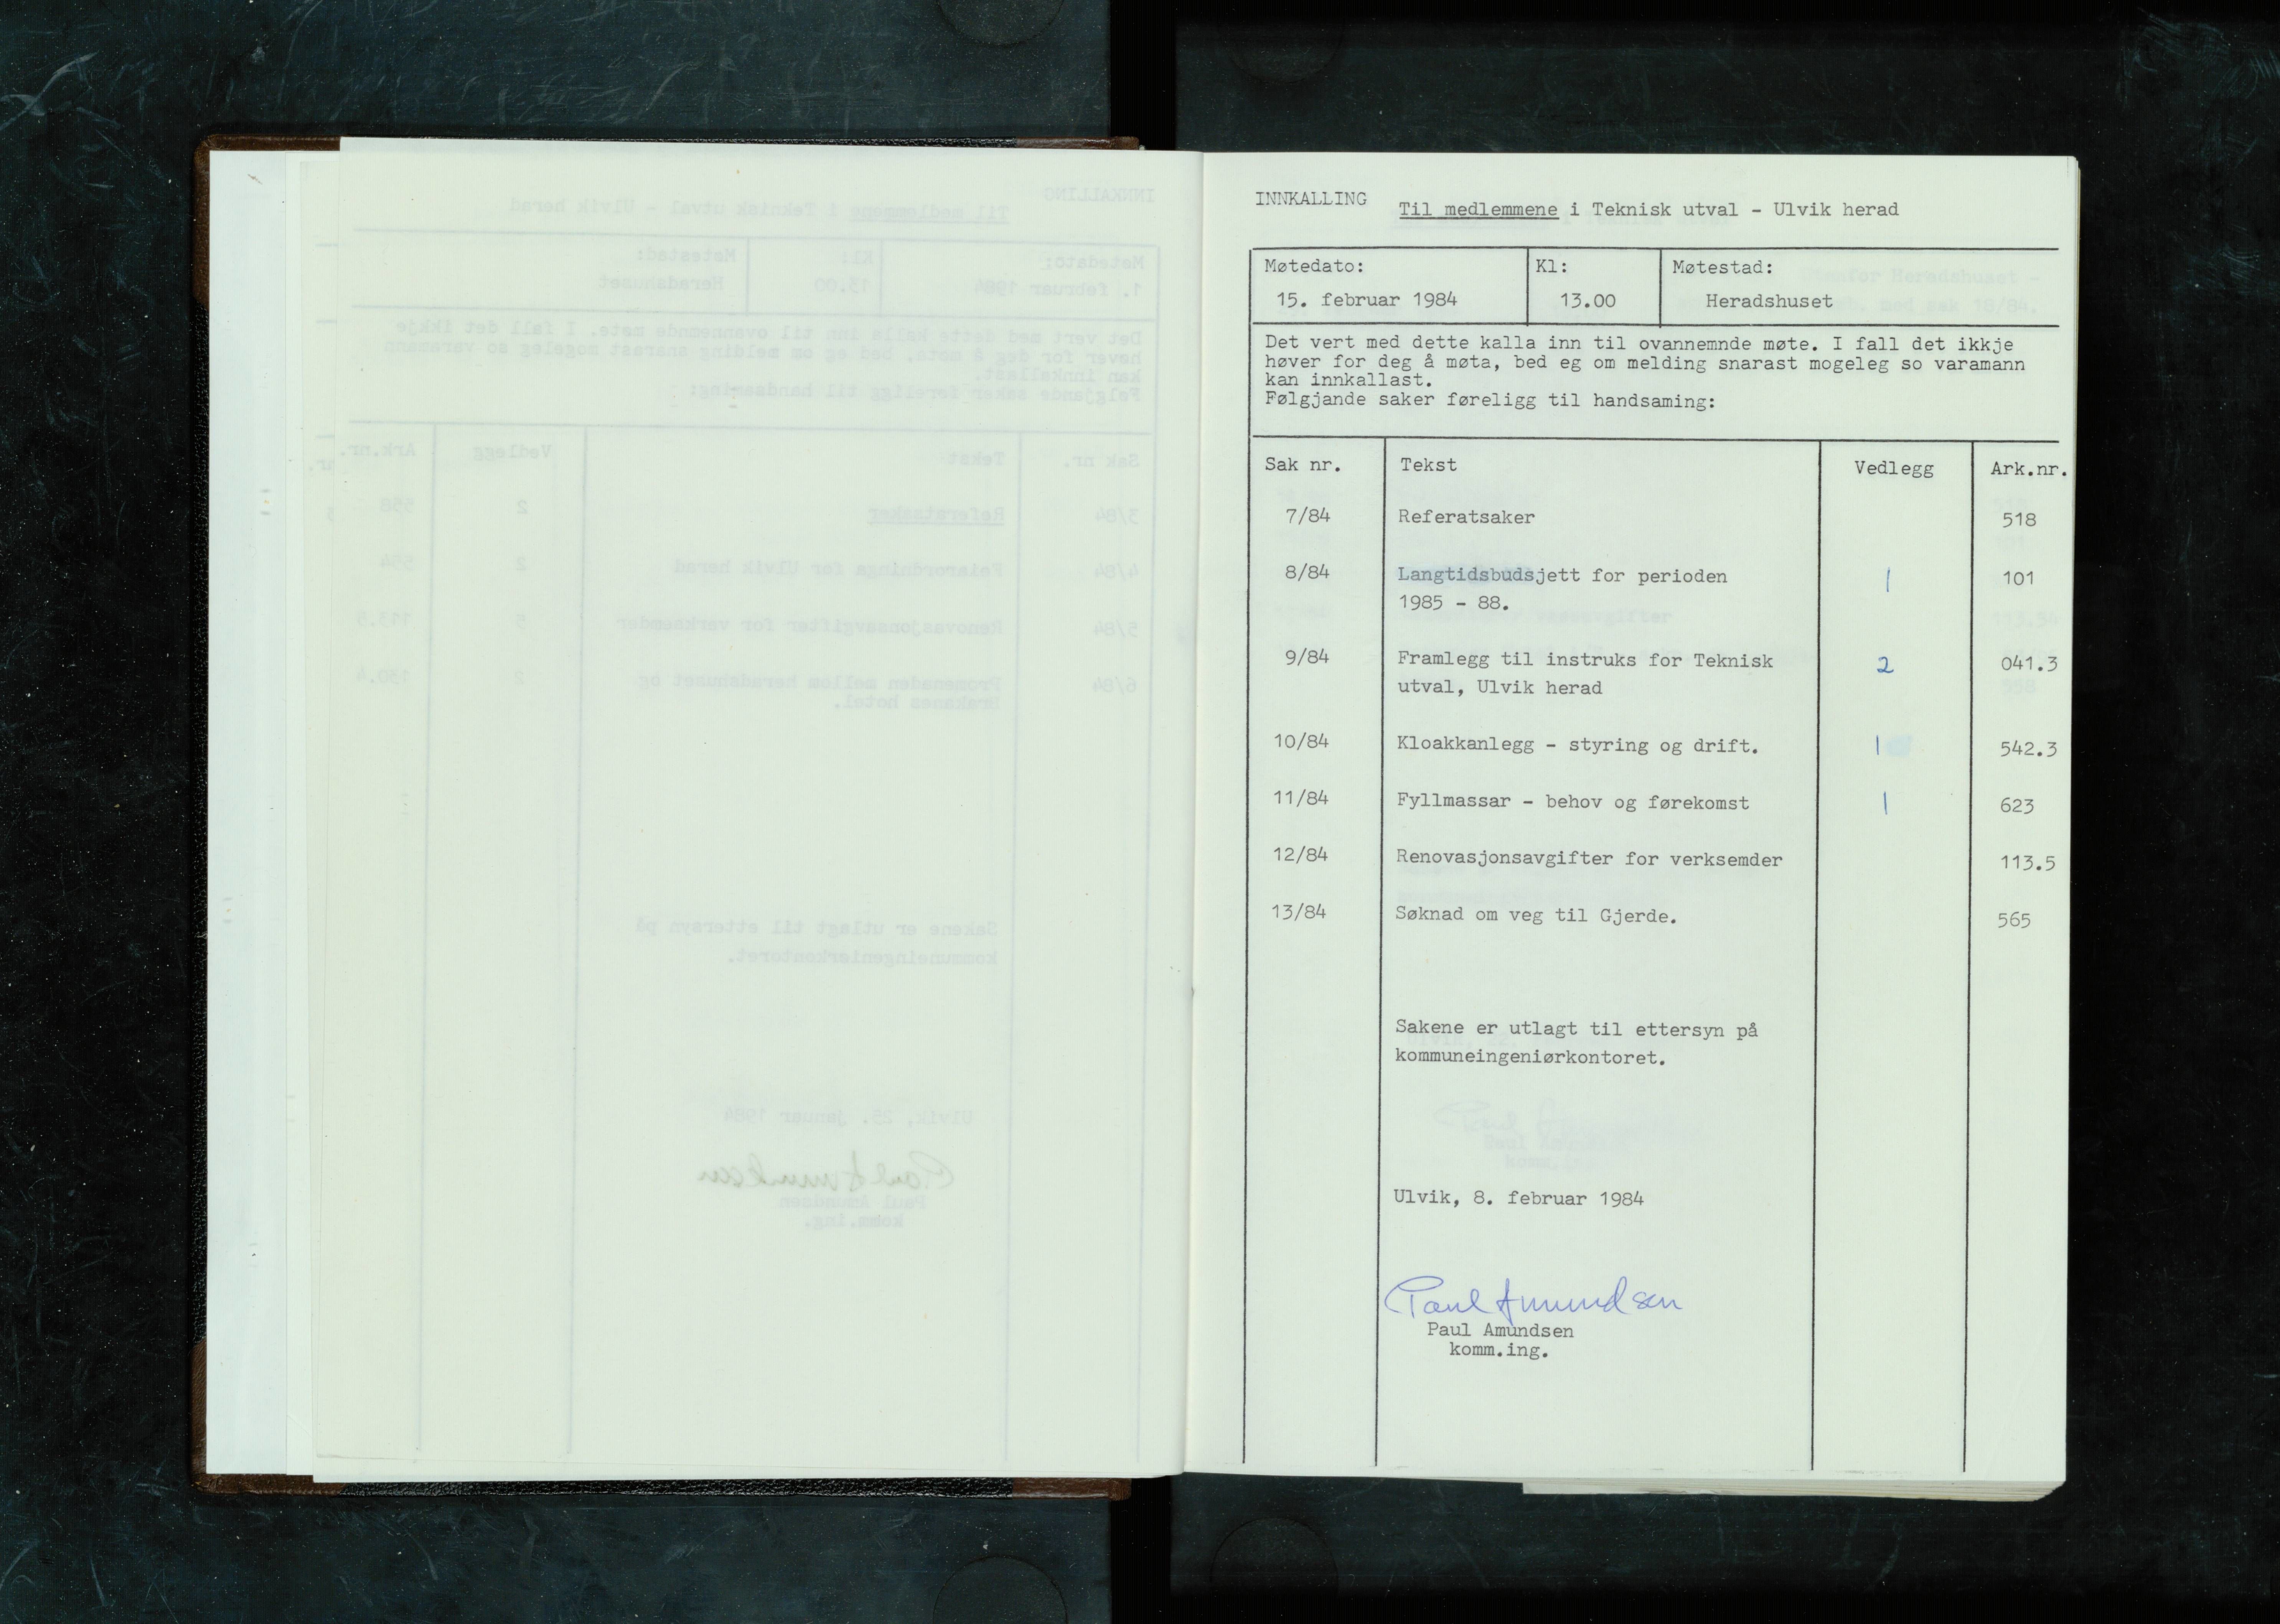 INNKALLING
Til medlemmene i Teknisk utval - Ulvik herad
Møtedato: Kl: Møtestad:
15. februar 1984 13.00 Heradshuset
Det vert med dette kalla inn til ovannemnde møte. I fall det ikkje
høver for deg å møta, bed eg om melding snarast mogeleg so varamann
kan innkallast.
Følgjande saker føreligg til handsaming:
Sak nr. Tekst Vedlegg Ark.nr.
7/84 Referatsaker 518
8/84 Langtidsbudsjett for perioden 1 101
1985 - 88.
9/84 Framlegg til instruks for Teknisk 2 041.3
utval, Ulvik herad
10/84 Kloakkanlegg - styring og drift. 1 542.3
11/84 Fyllmassar - behov og førekomst 1 623
12/84 Renovasjonsavgifter for verksemder 113.5
13/84 Søknad om veg til Gjerde. 565
Sakene er utlagt til ettersyn på
kommuneingeniørkontoret.
Ulvik, 8. februar 1984
Paul Amundsen
Paul Amundsen
komm.ing.